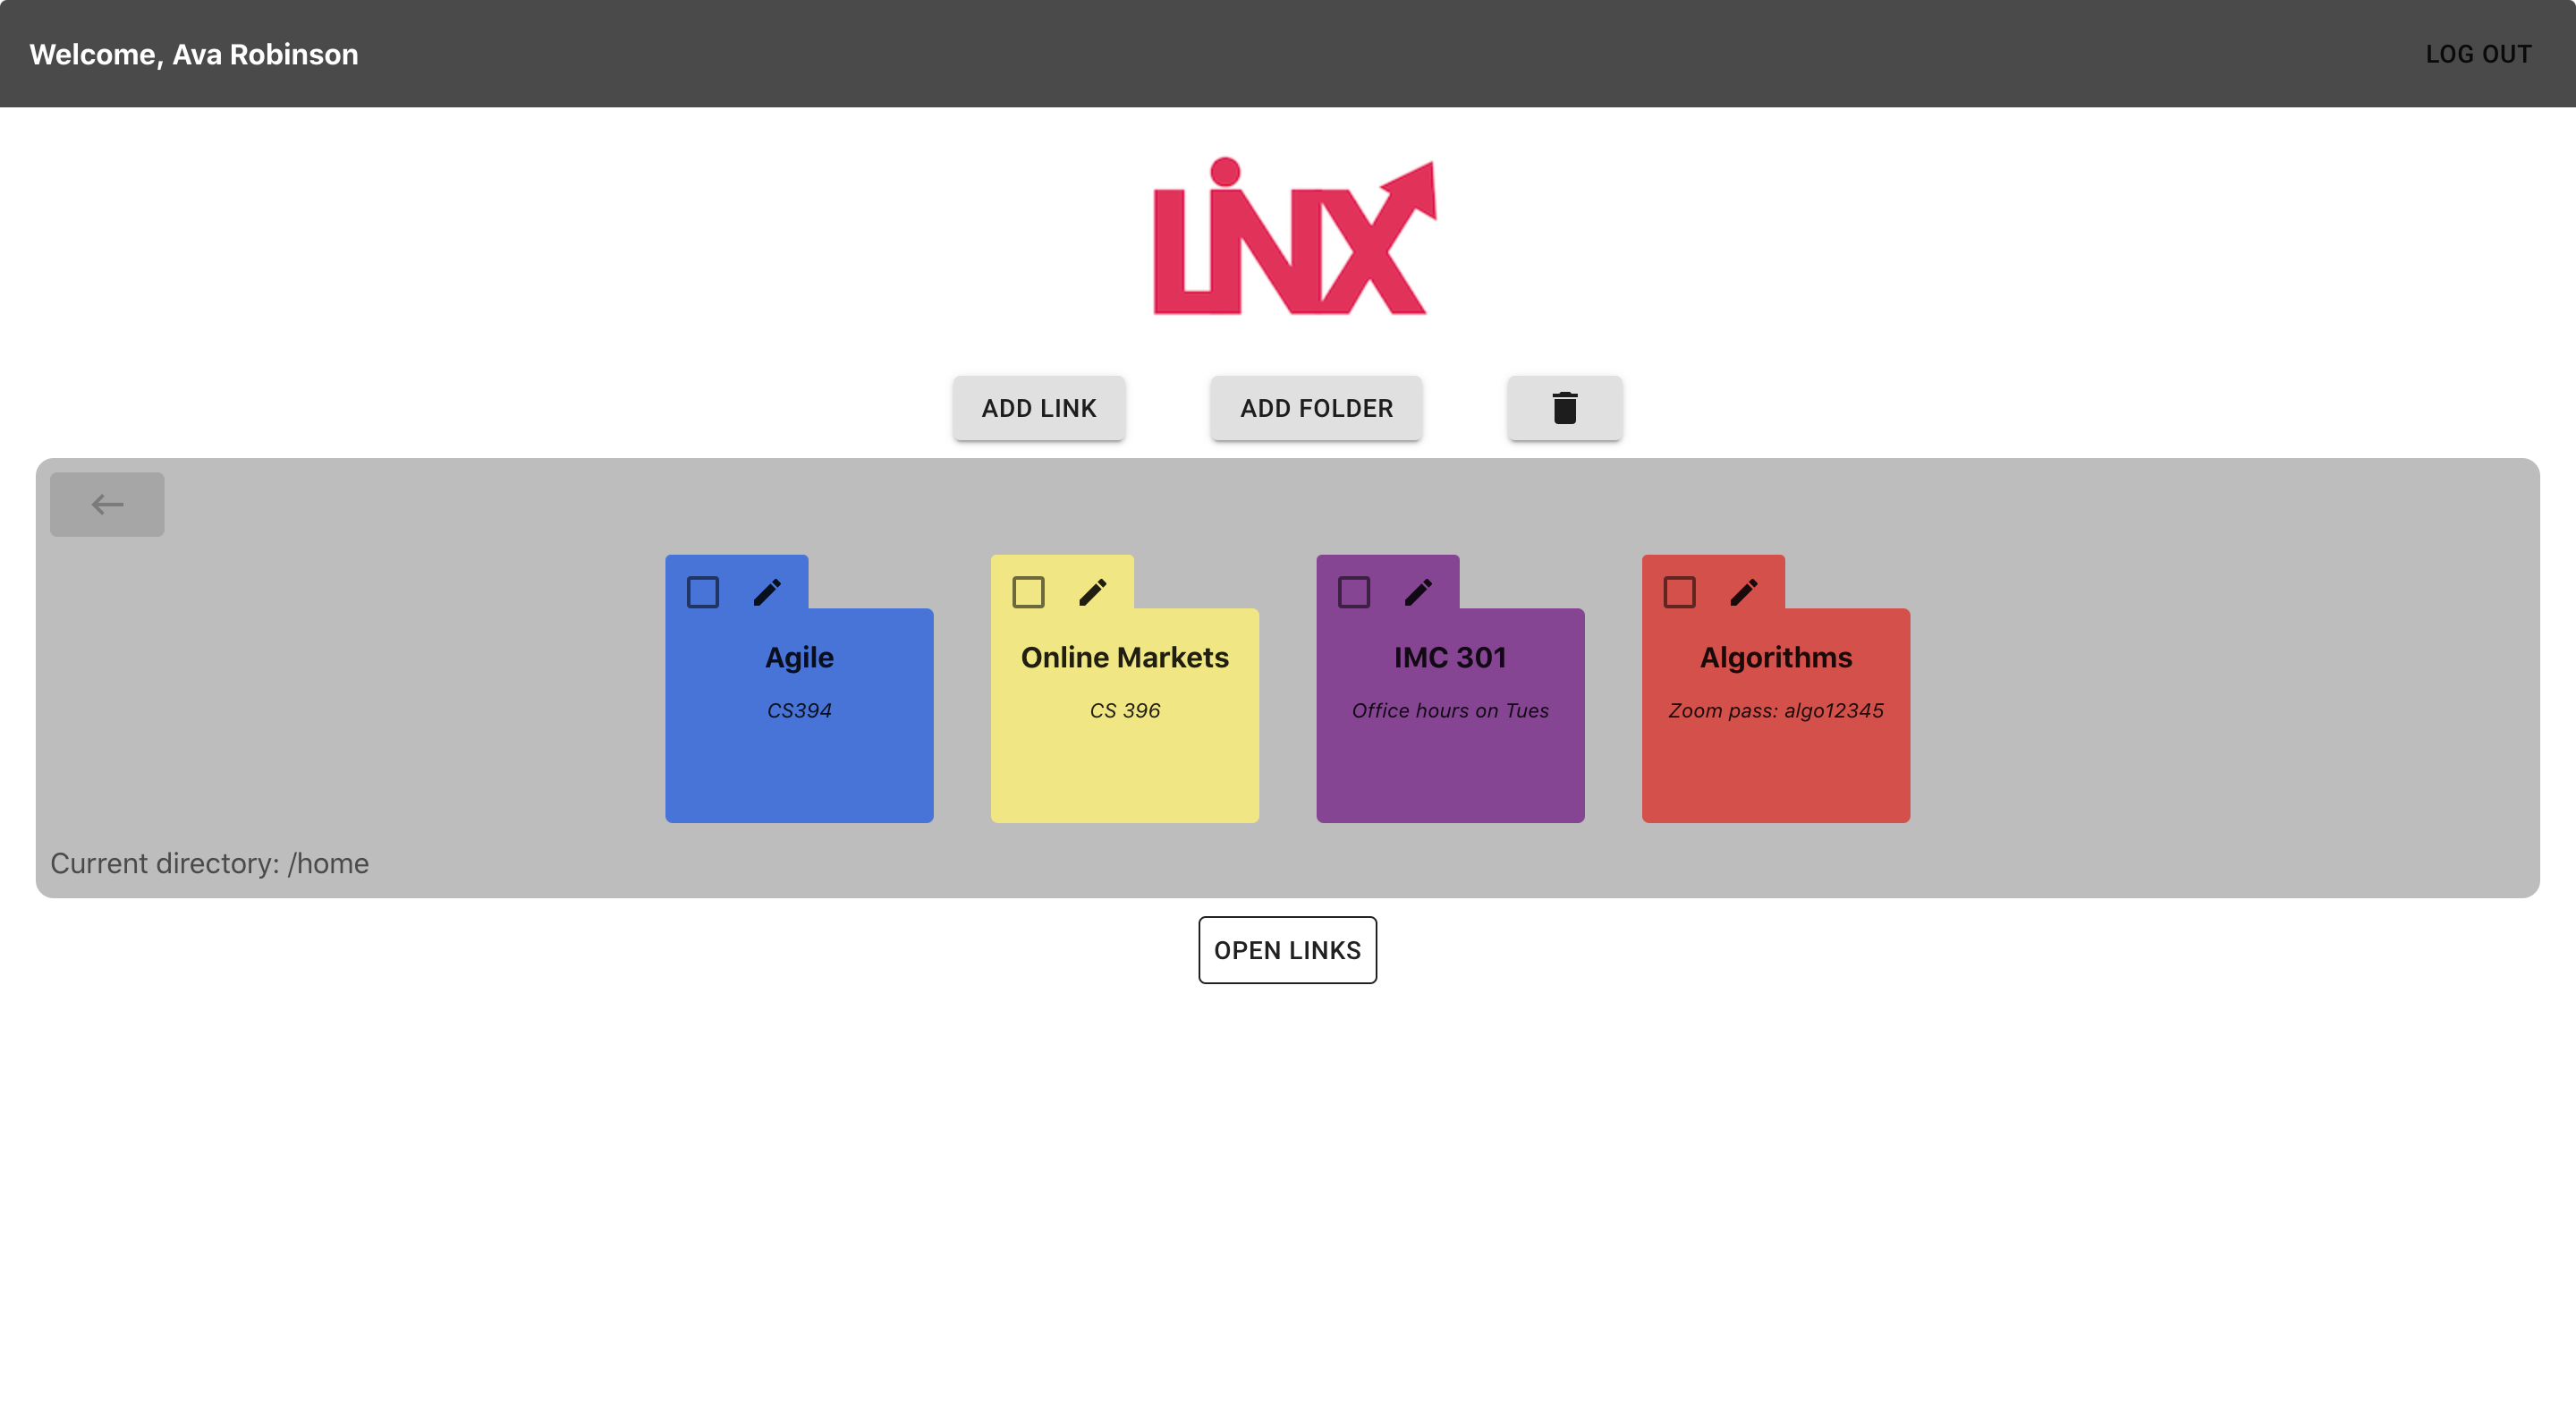 Welcome, Ava Robinson
LOG OUT
LiNX
ADD LINK
ADD FOLDER
Agile
CS394
Online Markets
CS 396
IMC 301
Office hours on Tues
Algorithms
Zoom pass: algo12345
Current directory: /home
OPEN LINKS